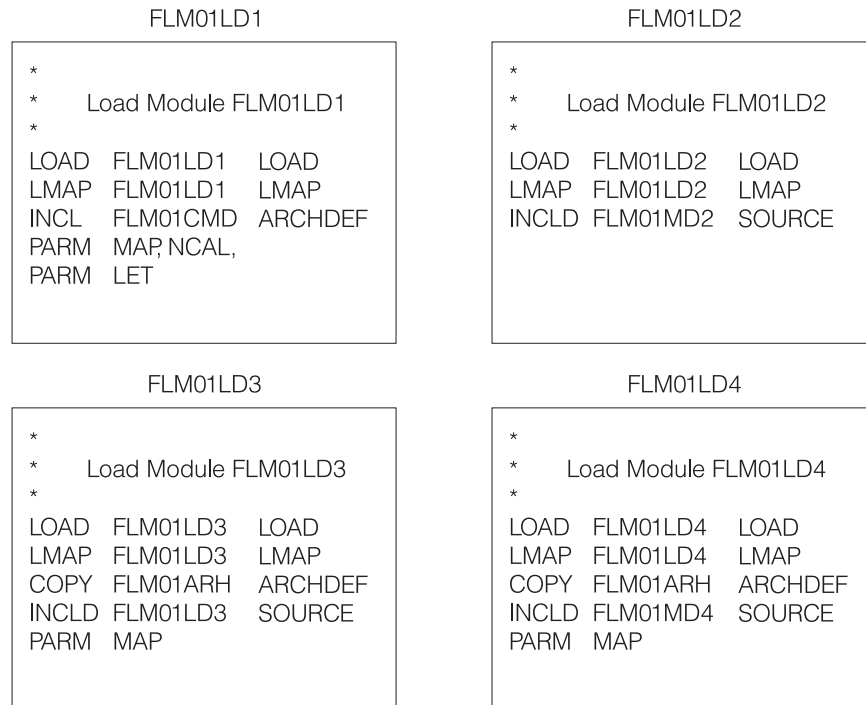 FLM01LD1
*
* Load Module FLM01LD1
*
LOAD FLM01LD1 LOAD
LMAP FLM01LD1 LMAP
INCL FLM01CMD ARCHDEF
PARM MAP, NCAL,
PARM LET
FLM01LD2
*
* Load Module FLM01LD2
*
LOAD FLM01LD2 LOAD
LMAP FLM01LD2 LMAP
INCLD FLM01MD2 SOURCE
FLM01LD3
*
* Load Module FLM01LD3
*
LOAD FLM01LD3 LOAD
LMAP FLM01LD3 LMAP
COPY FLM01ARH ARCHDEF
INCLD FLM01LD3 SOURCE
PARM MAP
FLM01LD4
*
* Load Module FLM01LD4
*
LOAD FLM01LD4 LOAD
LMAP FLM01LD4 LMAP
COPY FLM01ARH ARCHDEF
INCLD FLM01MD4 SOURCE
PARM MAP